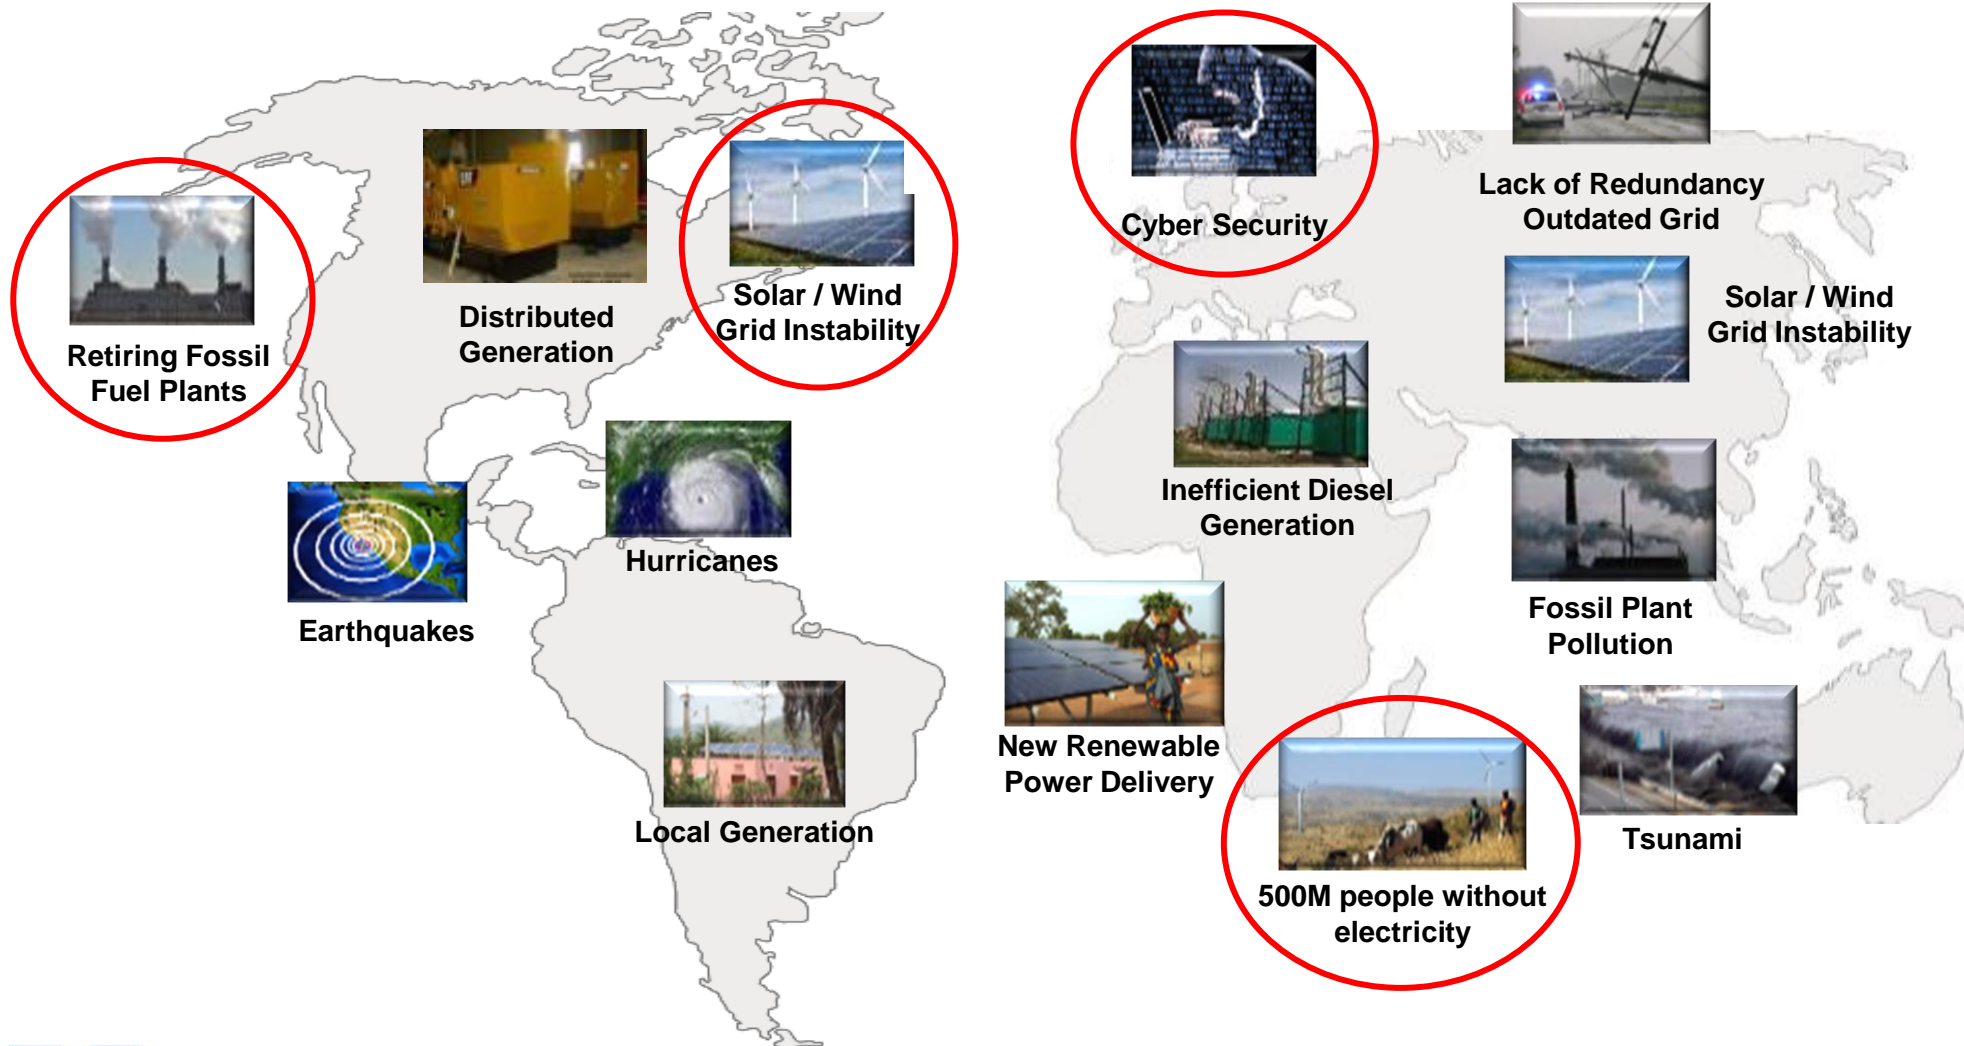 Cyber Security
Lack of Redundancy
Outdated Grid
Distributed
Generation
Solar / Wind
Grid Instability
Solar / Wind
Grid Instability
Retiring Fossil
Fuel Plants
Inefficient Diesel
Generation
Hurricanes
Earthquakes
Fossil Plant
Pollution
New Renewable
Power Delivery
Local Generation
Tsunami
500M people without
electricity
CAT